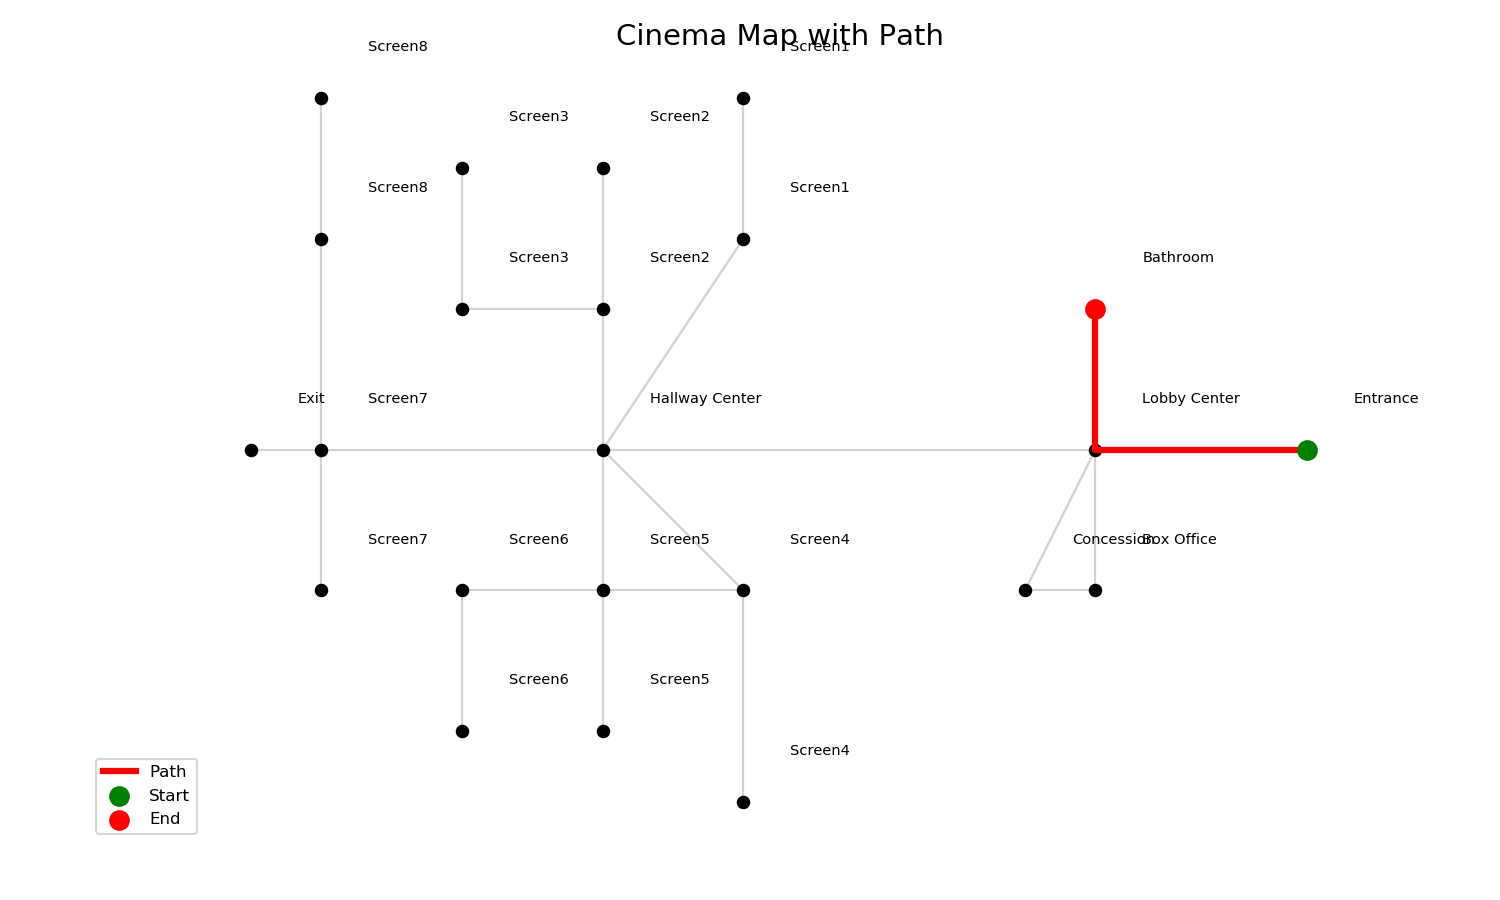 Cinema Map with Path
Screen8
Screen1
Screen3
Screen2
Screen8
Screen1
Screen3
Screen2
Bathroom
Exit
Screen7
Hallway Center
Lobby Center
Entrance
Screen7
Screen6
Screen5
Screen4
Concession
Box Office
Screen6
Screen5
Screen4
Path
Start
End